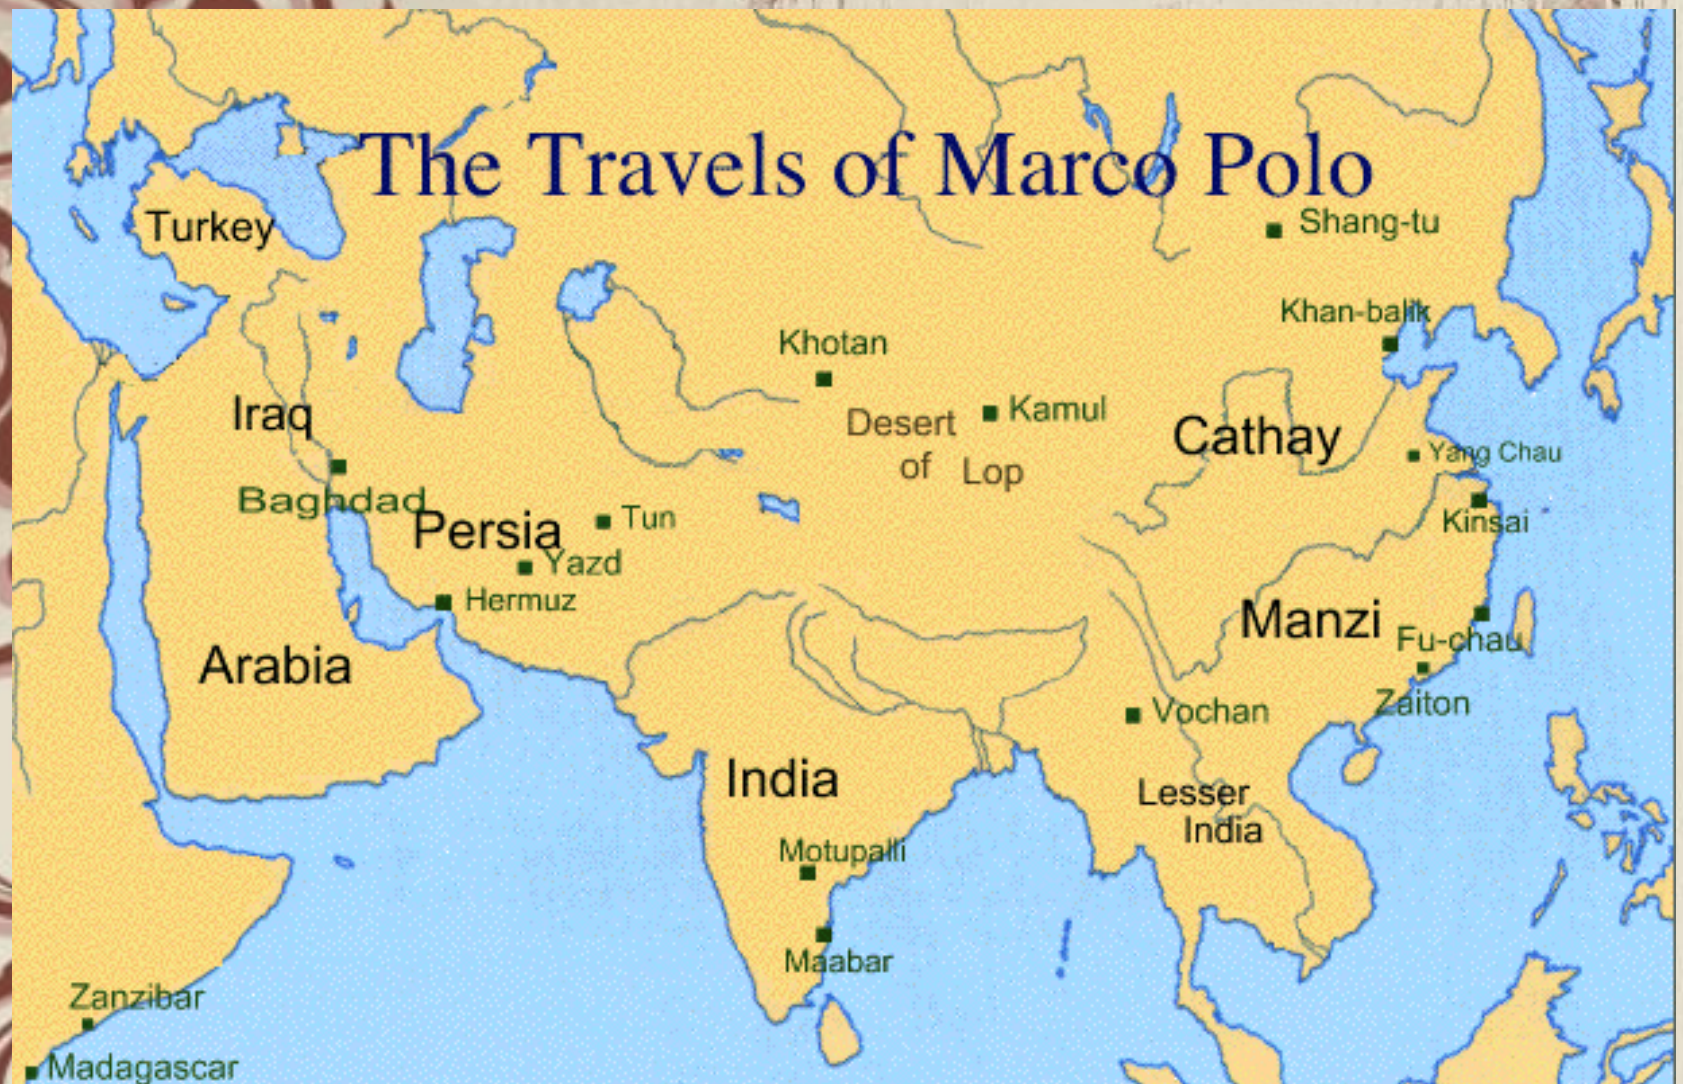 The Travels of Marco Polo
Turkey
Shang-tu
Khan-balik
Khotan
Iraq
Desert
of Lop
Kamul
Cathay
Yang Chau
Baghdad
Persia
Tun
Kinsai
Yazd
Hermuz
Manzi
Fu-chau
Arabia
Zaiton
Vochan
India
Lesser
India
Motupalli
Maabar
Zanzibar
Madagascar